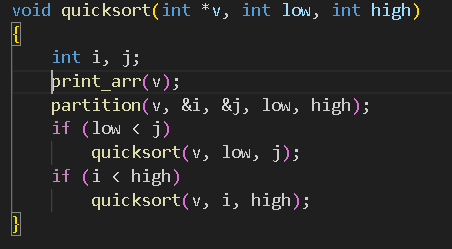 void quicksort(int *v, int low, int high)
{
    int i, j;
    print_arr(v);
    partition(v, &i, &j, low, high);
    if (low < j)
        quicksort(v, low, j);
    if (i < high)
        quicksort(v, i, high);
}